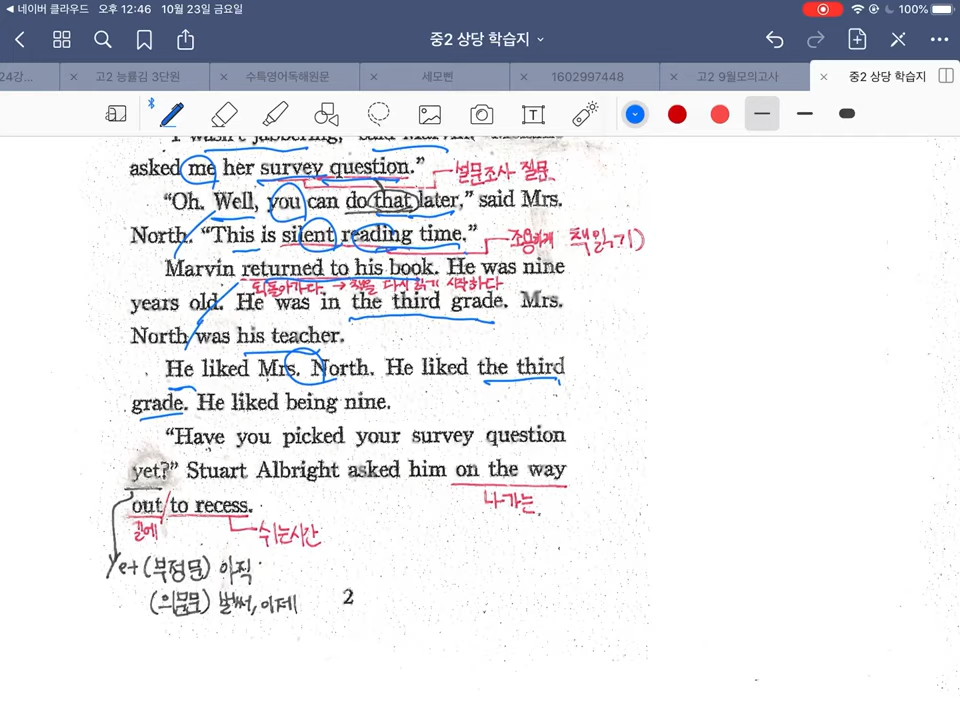 네이버 클라우드 오후 12:46 10월 23일 금요일 100%
중2 상당 학습지
24강... 고2 능률김 3단원 수특영어독해원문 세모삔 1602997448 고2 9월모의고사 중2 상당 학습지
asked me her survey question.” 설문조사 질문
“Oh. Well, you can do that later,” said Mrs.
North. “This is silent reading time.” 조용하게 책읽기)
Marvin returned to his book. He was nine
되돌아가다. → 책을 다시 읽기 시작하다
years old. He was in the third grade. Mrs.
North was his teacher.
He liked Mrs. North. He liked the third
grade. He liked being nine.
“Have you picked your survey question
yet?” Stuart Albright asked him on the way
out to recess. 나가는
쉬는시간
yet (부정문) 아직
(의문문) 벌써, 이제
2